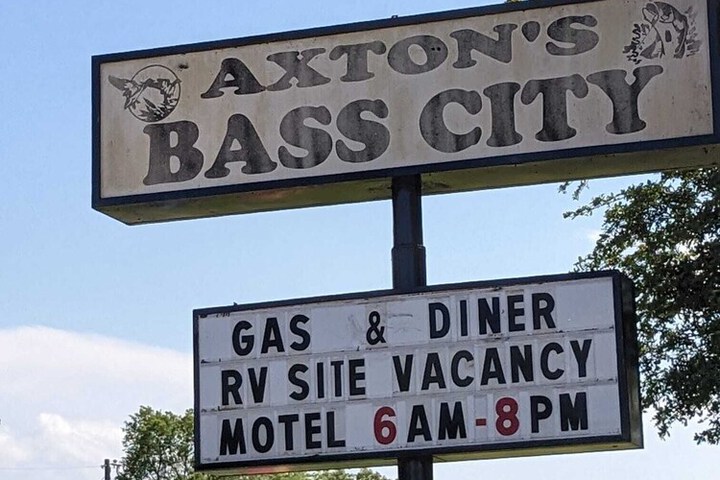 AXTON'S
BASS CITY
GAS & DINER
RV SITE VACANCY
MOTEL 6AM-8PM